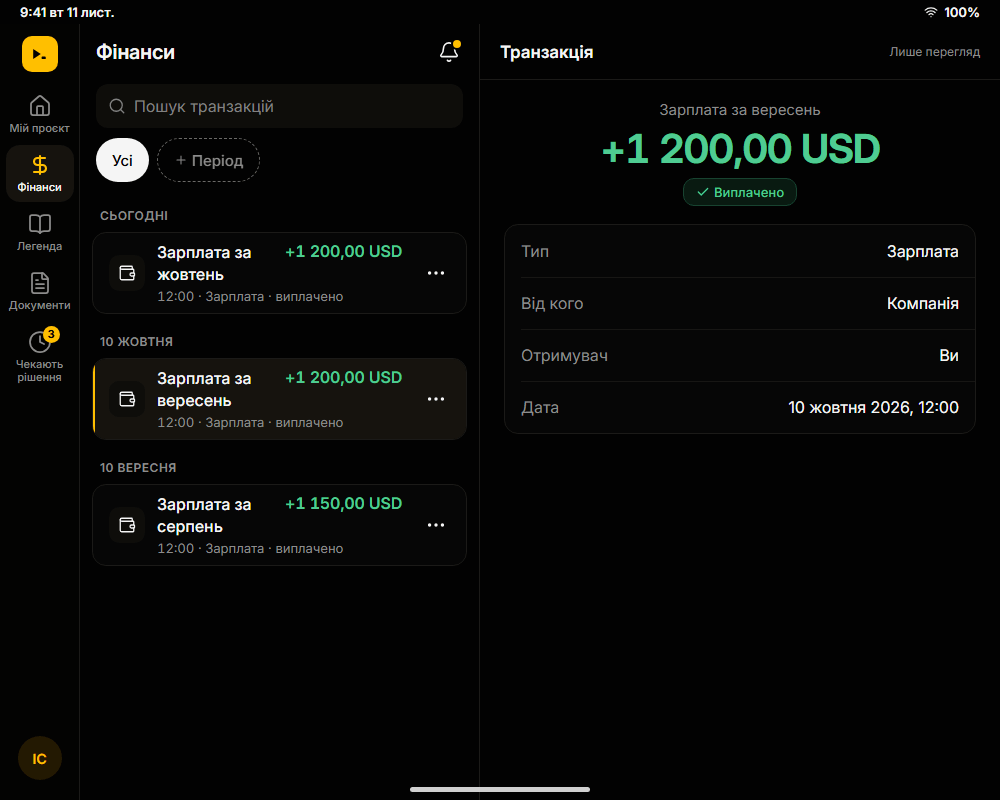 9:41 вт 11 лист.
100%
Мій проєкт
Фінанси
Легенда
Документи
3
Чекають
рішення
ІС
Фінанси
Пошук транзакцій
Усі
+ Період
СЬОГОДНІ
Зарплата за
жовтень
+1 200,00 USD
12:00 · Зарплата · виплачено
10 ЖОВТНЯ
Зарплата за
вересень
+1 200,00 USD
12:00 · Зарплата · виплачено
10 ВЕРЕСНЯ
Зарплата за
серпень
+1 150,00 USD
12:00 · Зарплата · виплачено
Транзакція
Лише перегляд
Зарплата за вересень
+1 200,00 USD
Виплачено
Тип
Зарплата
Від кого
Компанія
Отримувач
Ви
Дата
10 жовтня 2026, 12:00